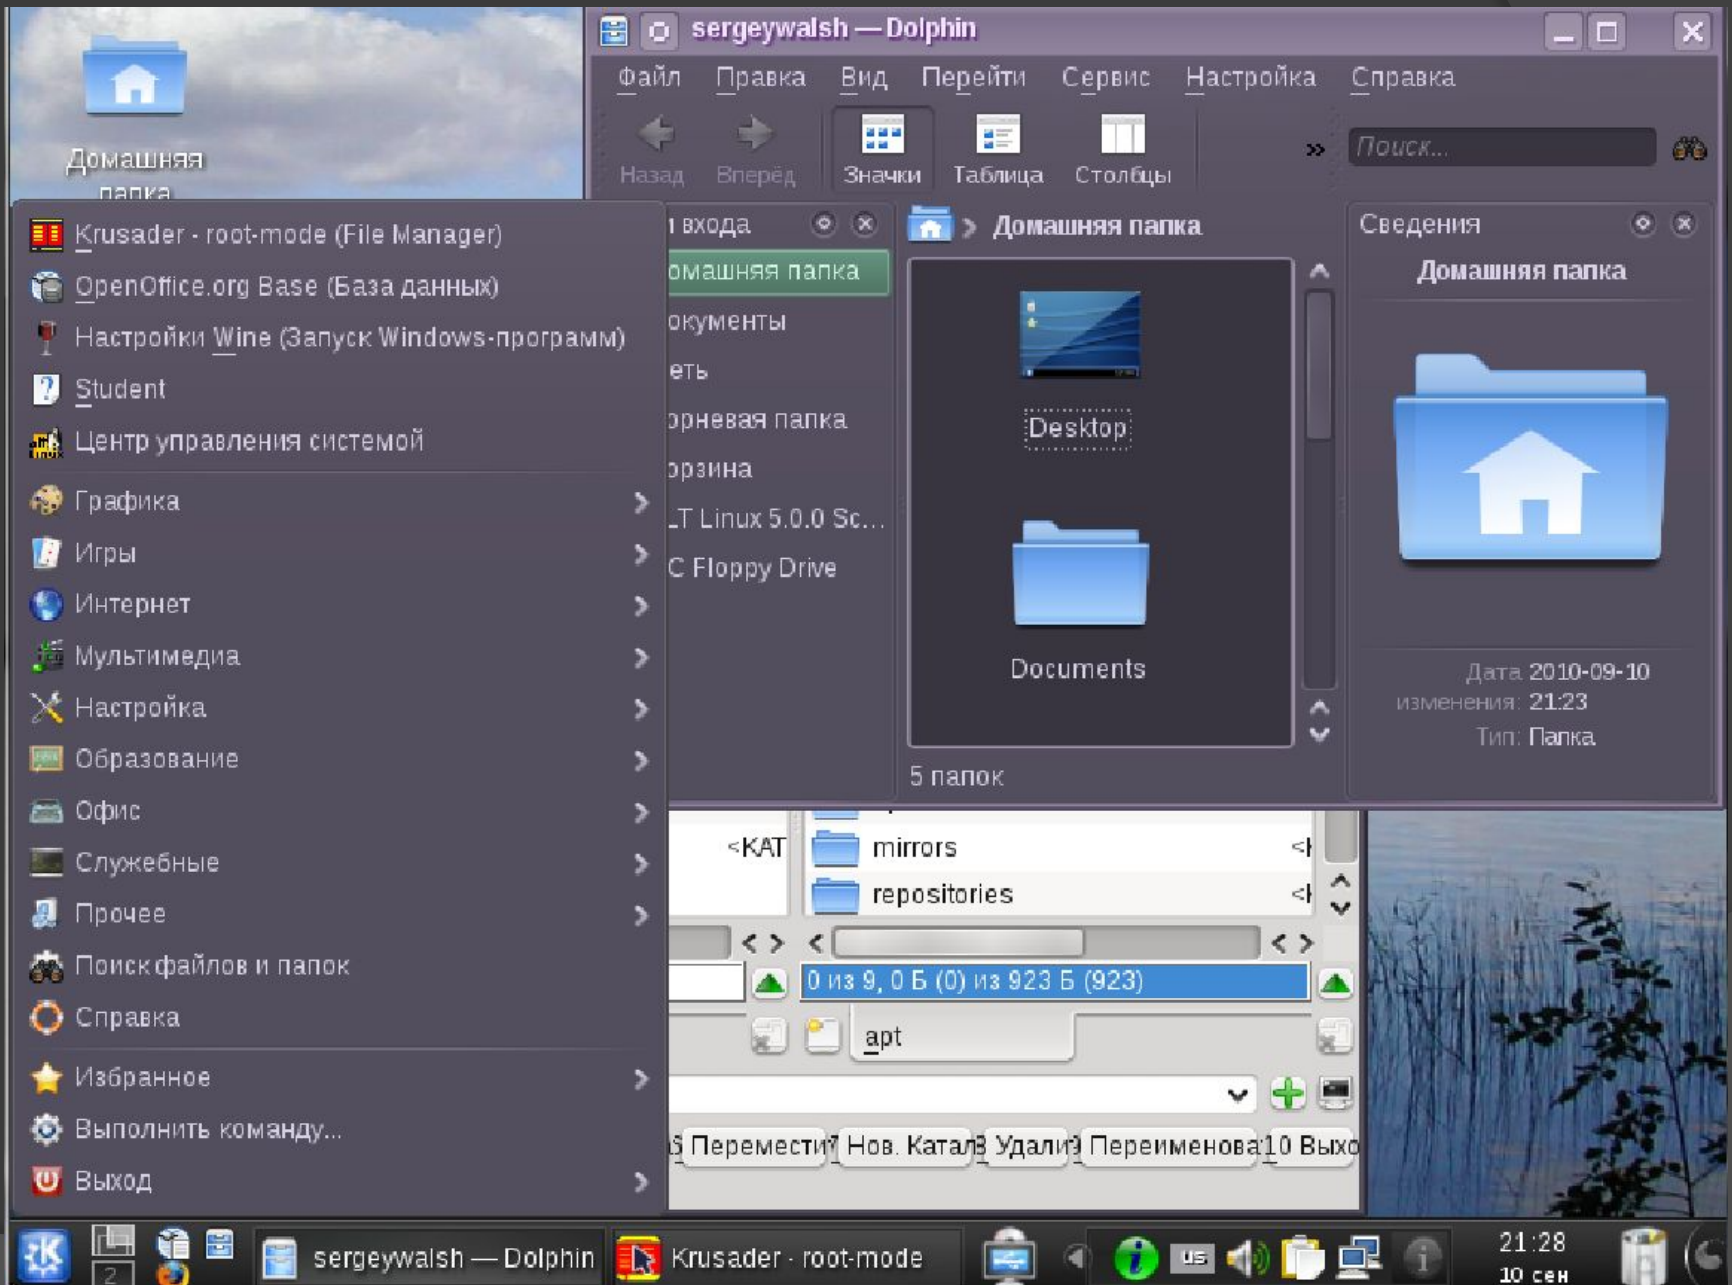 Домашняя
папка
sergeywalsh — Dolphin
Файл Правка Вид Перейти Сервис Настройка Справка
Назад Вперёд Значки Таблица Столбцы » Поиск...
Krusader - root-mode (File Manager)
OpenOffice.org Base (База данных)
Настройки Wine (Запуск Windows-программ)
Student
Центр управления системой
Графика
Игры
Интернет
Мультимедиа
Настройка
Образование
Офис
Служебные
Прочее
Поиск файлов и папок
Справка
Избранное
Выполнить команду...
Выход
входа
омашняя папка
окументы
еть
орневая папка
орзина
LT Linux 5.0.0 Sc...
C Floppy Drive
Домашняя папка
Desktop
Documents
5 папок
Сведения
Домашняя папка
Дата 2010-09-10
изменения: 21:23
Тип: Папка
<КАТ mirrors
repositories
0 из 9, 0 Б (0) из 923 Б (923)
apt
Перемести Нов. Катал Удали Переименова 10 Выхо
2 sergeywalsh — Dolphin Krusader - root-mode us 21:28
10 сен